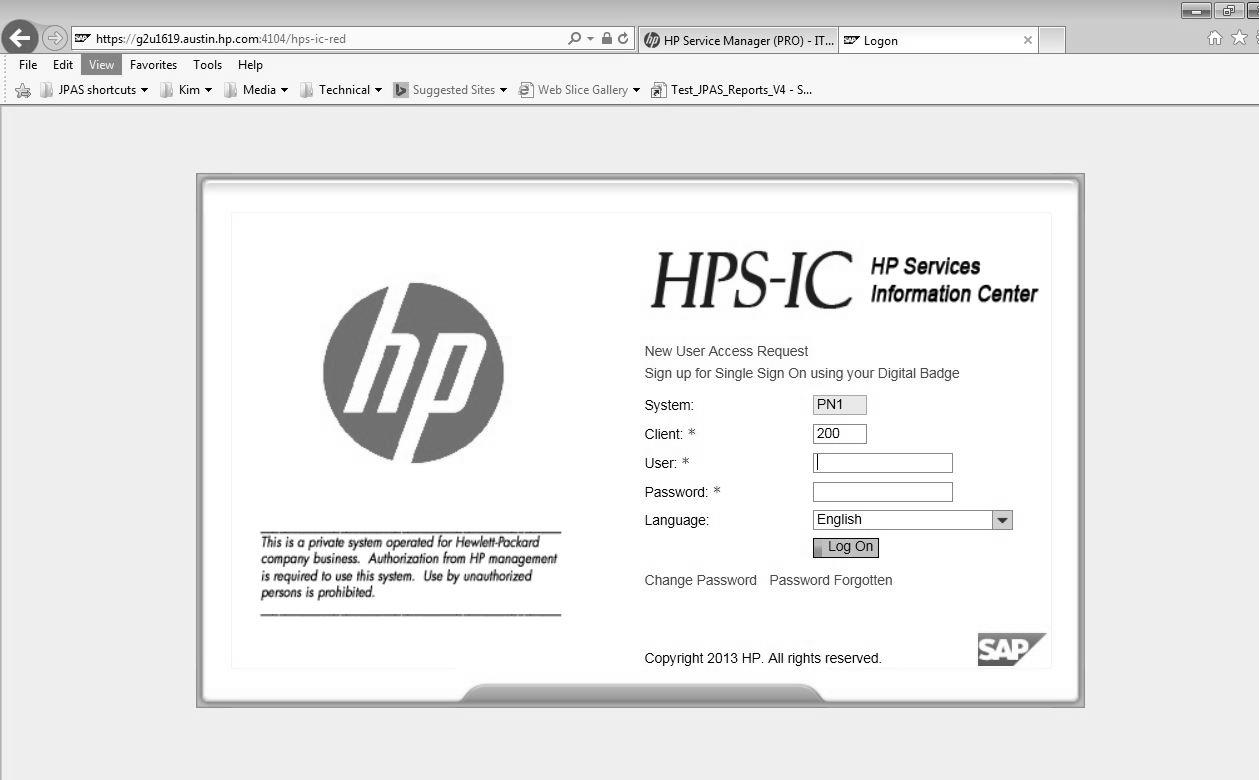 https://g2u1619.austin.hp.com:4104/hps-ic-red
HP Service Manager (PRO) - IT...
Logon
File Edit View Favorites Tools Help
JPAS shortcuts Kim Media Technical Suggested Sites Web Slice Gallery Test_JPAS_Reports_V4 - S...
hp
HPS-IC HP Services
Information Center
New User Access Request
Sign up for Single Sign On using your Digital Badge
System: PN1
Client: * 200
User: *
Password: *
Language: English
Log On
Change Password Password Forgotten
This is a private system operated for Hewlett-Packard
company business. Authorization from HP management
is required to use this system. Use by unauthorized
persons is prohibited.
Copyright 2013 HP. All rights reserved.
SAP